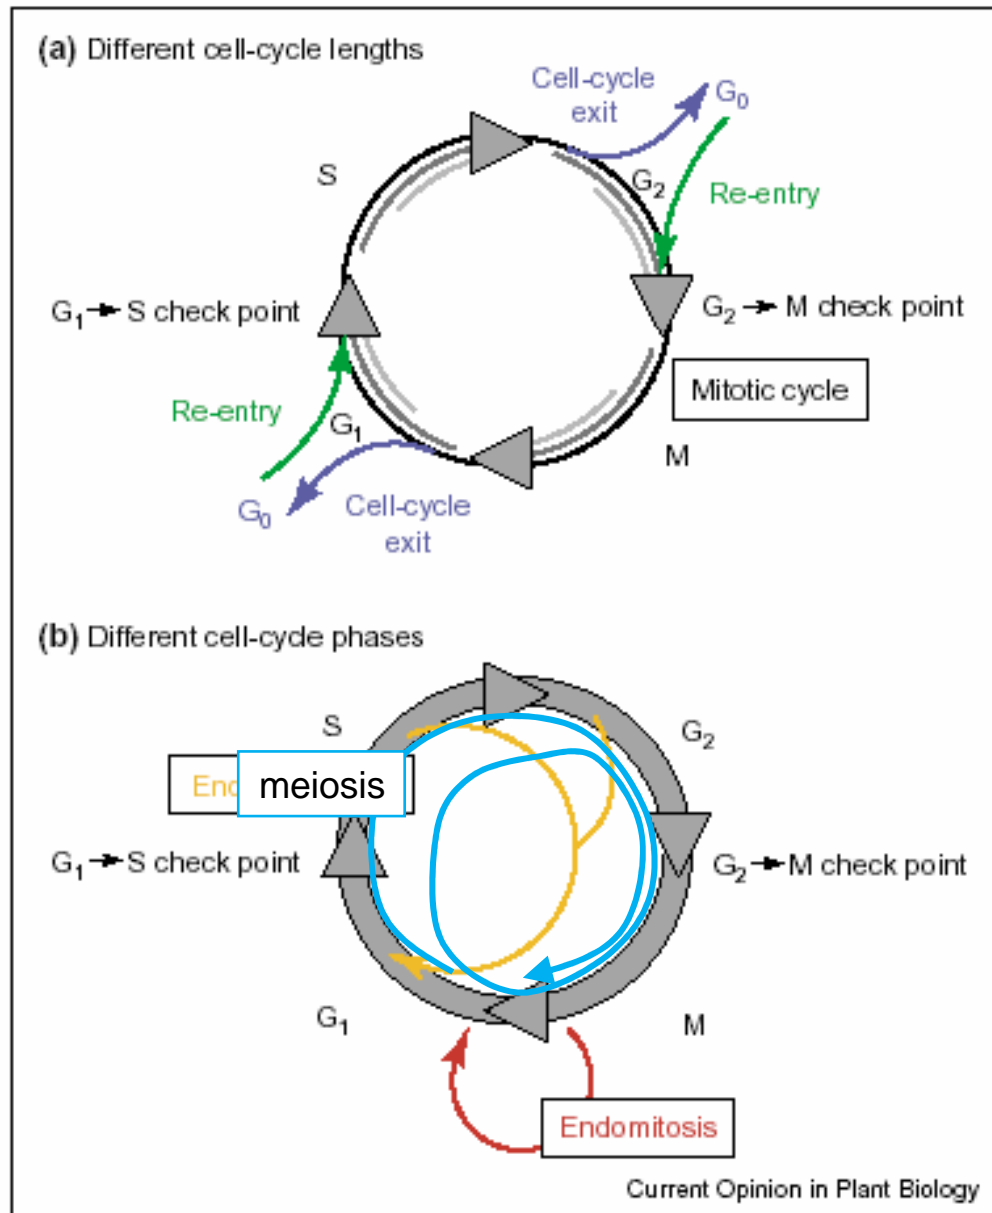 (a) Different cell-cycle lengths
Cell-cycle
exit
G₀
S
G₂
Re-entry
G₁ → S check point
G₂ → M check point
Mitotic cycle
Re-entry
G₁
M
G₀
Cell-cycle
exit
(b) Different cell-cycle phases
S
G₂
meiosis
G₁ → S check point
G₂ → M check point
G₁
M
Endomitosis
Current Opinion in Plant Biology